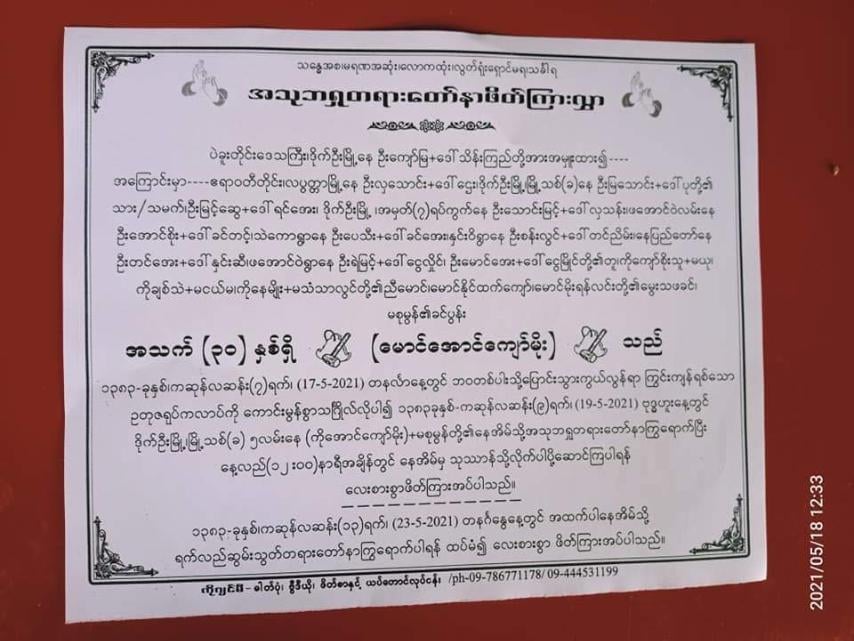 သန္ဓေအစ၊မရဏအဆုံး၊လောကထုံး၊လွတ်ရုံးရှောင်မရ၊သင်္ခါရ
အသုဘရှုတရားတော်နာဖိတ်ကြားလွှာ
ပဲခူးတိုင်းဒေသကြီး၊ဒိုက်ဦးမြို့နေ ဦးကျော်မြ+ဒေါ်သိန်းကြည်တို့အားအမှူးထား၍----
အကြောင်းမှာ----ဧရာဝတီတိုင်း၊လပွတ္တာမြို့နေ ဦးလှသောင်း+ဒေါ်ဌေး၊ဒိုက်ဦးမြို့၊မြို့သစ်(ခ)နေ ဦးမြသောင်း+ဒေါ်ပုတို့၏
သား/သမက်၊ဦးမြင့်ဆွေ+ဒေါ်ရင်အေး၊ ဒိုက်ဦးမြို့ ၊အမှတ်(၇)ရပ်ကွက်နေ ဦးသောင်းမြင့်+ဒေါ်လှသန်း၊ဖအောင်ဝဲလမ်းနေ
ဦးအောင်စိုး+ဒေါ်ခင်တင့်၊သဲကောရွာနေ ဦးပေသီး+ဒေါ်ခင်အေး၊နှင်းဝိရွာနေ ဦးစန်းလွင်+ဒေါ်တင်ညိမ်း၊နေပြည်တော်နေ
ဦးတင်အေး+ဒေါ်နှင်းဆီ၊ဖအောင်ဝဲရွာနေ ဦးရဲမြင့်+ဒေါ်ငွေလှိုင်၊ ဦးမောင်အေး+ဒေါ်ငွေမြိုင်တို့၏တူ၊ကိုကျော်စိုးသူ+မယု၊
ကိုချစ်သဲ+မငယ်မ၊ကိုနေမျိုး+မသံသာလွင်တို့၏ညီမောင်၊မောင်နိုင်ထက်ကျော်၊မောင်မိုးရန်လင်းတို့၏မွေးသဖခင်၊
မစုမွန်၏ခင်ပွန်း
အသက် (၃၀) နှစ်ရှိ (မောင်အောင်ကျော်မိုး) သည်
၁၃၈၃-ခုနှစ်၊ကဆုန်လဆန်း(၇)ရက်၊ (17-5-2021) တနင်္လာနေ့တွင် ဘဝတစ်ပါးသို့ပြောင်းသွားကွယ်လွန်ရာ ကြွင်းကျန်ရစ်သော
ဥတုဇရုပ်ကလာပ်ကို ကောင်းမွန်စွာသင်္ဂြိုလ်လိုပါ၍ ၁၃၈၃ခုနှစ်-ကဆုန်လဆန်း(၉)ရက်၊ (19-5-2021) ဗုဒ္ဓဟူးနေ့တွင်
ဒိုက်ဦးမြို့၊မြို့သစ်(ခ) ၅လမ်းနေ (ကိုအောင်ကျော်မိုး)+မစုမွန်တို့၏နေအိမ်သို့အသုဘရှုတရားတော်နာကြွရောက်ပြီး
နေ့လည်(၁၂း၀၀)နာရီအချိန်တွင် နေအိမ်မှ သုဿာန်သို့လိုက်ပါပို့ဆောင်ကြပါရန်
လေးစားစွာဖိတ်ကြားအပ်ပါသည်။
၁၃၈၃-ခုနှစ်၊ကဆုန်လဆန်း(၁၃)ရက်၊ (23-5-2021) တနင်္ဂနွေနေ့တွင် အထက်ပါနေအိမ်သို့
ရက်လည်ဆွမ်းသွတ်တရားတော်နာကြွရောက်ပါရန် ထပ်မံ၍ လေးစားစွာ ဖိတ်ကြားအပ်ပါသည်။
ဓါတ်ပုံ၊ ဗွီဒီယို၊ ဖိတ်စာနှင့် ယပ်တောင်လုပ်ငန်း /ph-09-786771178/ 09-444531199
2021/05/18 12:33